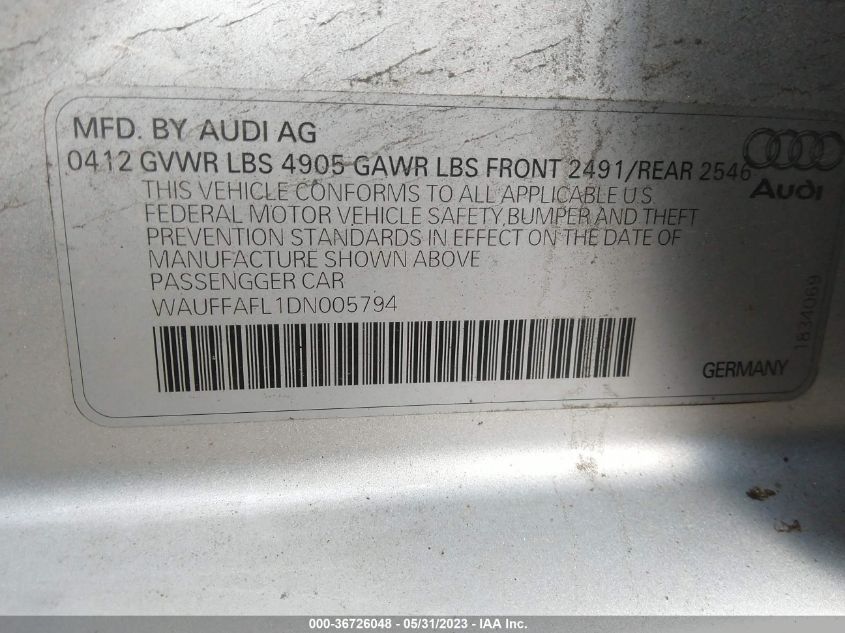 MFD. BY AUDI AG
0412 GVWR LBS 4905 GAWR LBS FRONT 2491/REAR 2546
THIS VEHICLE CONFORMS TO ALL APPLICABLE U.S
FEDERAL MOTOR VEHICLE SAFETY,BUMPER AND THEFT
PREVENTION STANDARDS IN EFFECT ON THE DATE OF
MANUFACTURE SHOWN ABOVE
PASSENGGER CAR
WAUFFAFL1DN005794
Audi
1834069
GERMANY
000-36726048 - 05/31/2023 - IAA Inc.